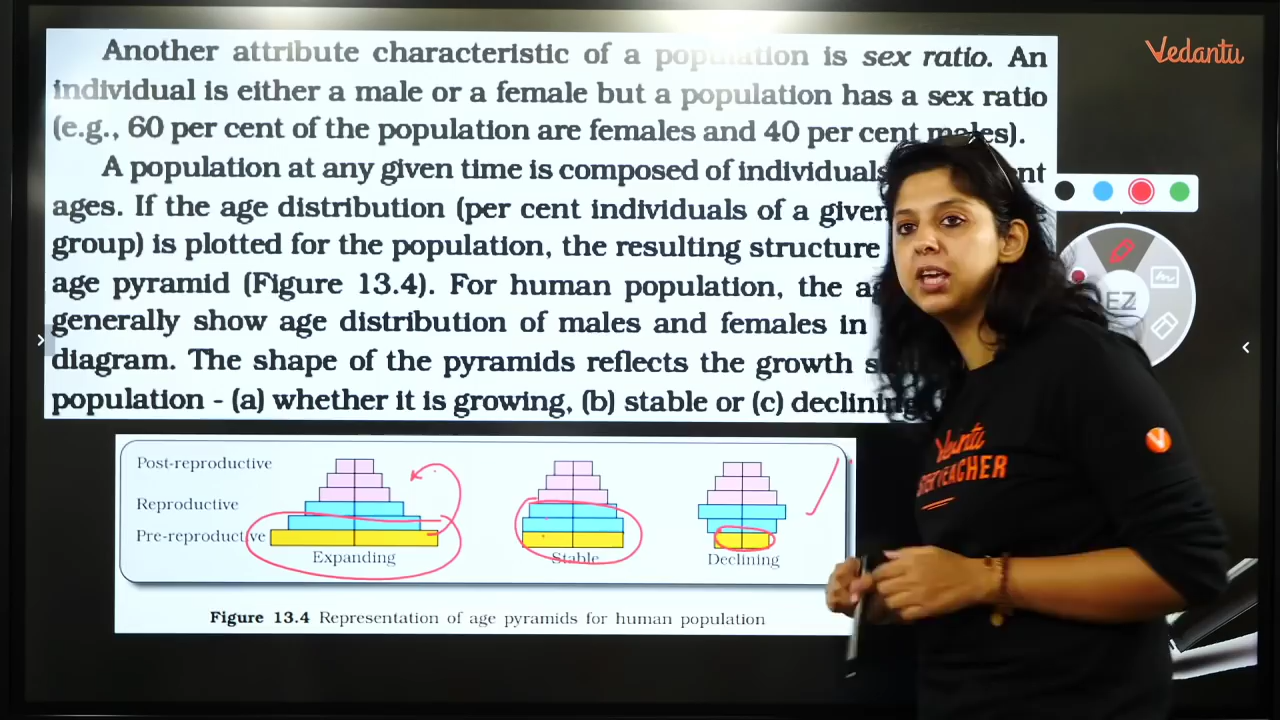 Another attribute characteristic of a population is sex ratio. An
individual is either a male or a female but a population has a sex ratio
(e.g., 60 per cent of the population are females and 40 per cent males).
A population at any given time is composed of individuals
ages. If the age distribution (per cent individuals of a given
group) is plotted for the population, the resulting structure
age pyramid (Figure 13.4). For human population, the
generally show age distribution of males and females in
diagram. The shape of the pyramids reflects the growth
population - (a) whether it is growing, (b) stable or (c) declining
Vedantu
EZ
Post-reproductive
Reproductive
Pre-reproductive
Expanding
Stable
Declining
Figure 13.4 Representation of age pyramids for human population
V